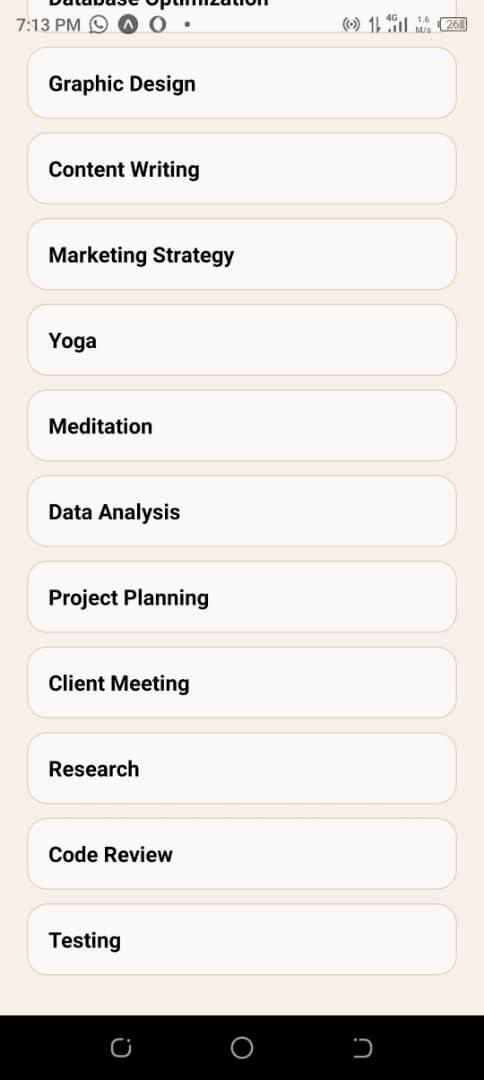 Database Optimization
7:13 PM
4G
1.6
M/s
26
Graphic Design
Content Writing
Marketing Strategy
Yoga
Meditation
Data Analysis
Project Planning
Client Meeting
Research
Code Review
Testing